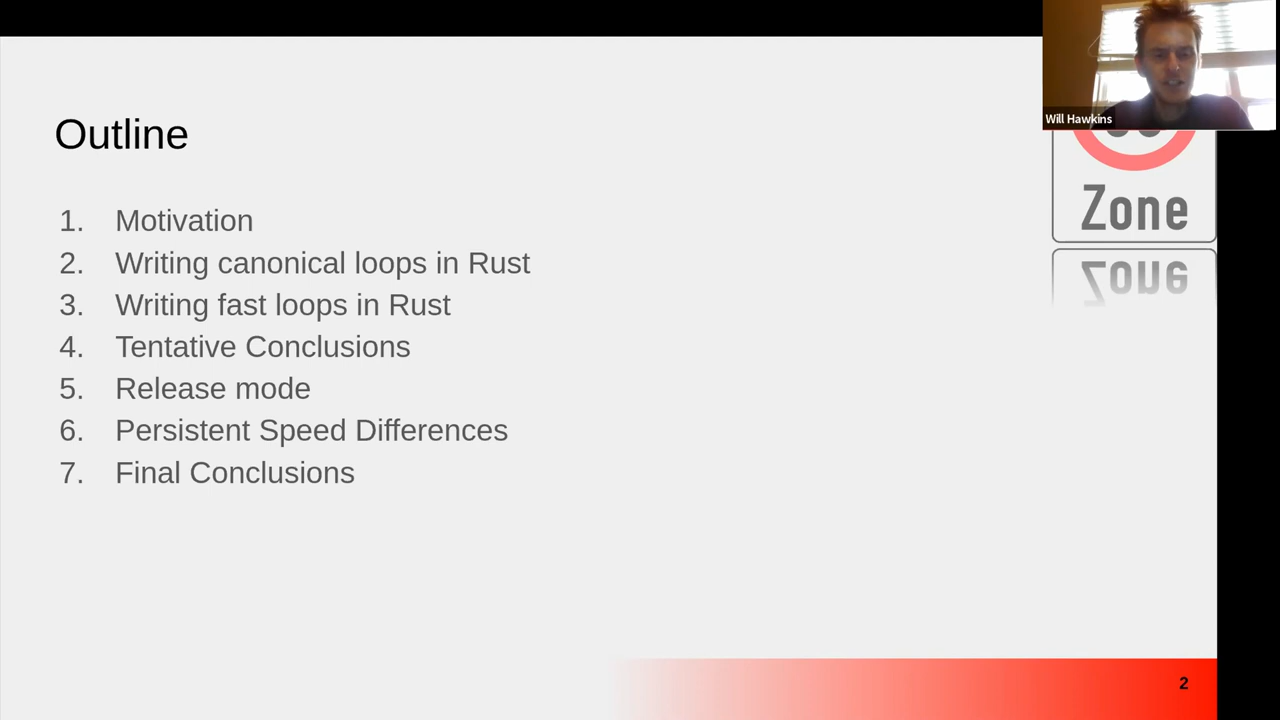 Will Hawkins
Outline
Zone
Zone
1. Motivation
2. Writing canonical loops in Rust
3. Writing fast loops in Rust
4. Tentative Conclusions
5. Release mode
6. Persistent Speed Differences
7. Final Conclusions
2